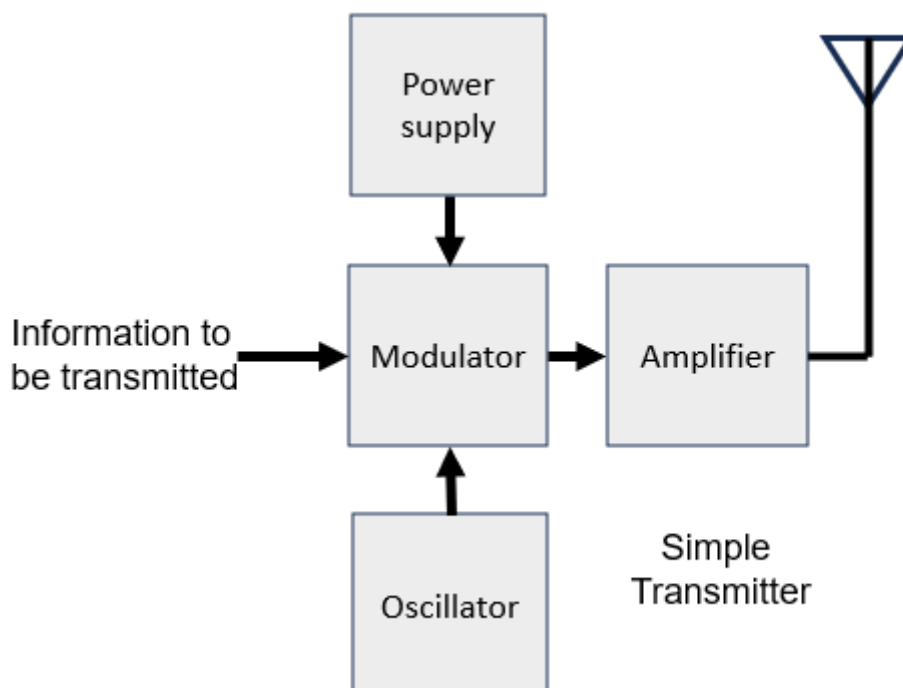 Power
supply
Information to
be transmitted
Modulator
Amplifier
Oscillator
Simple
Transmitter